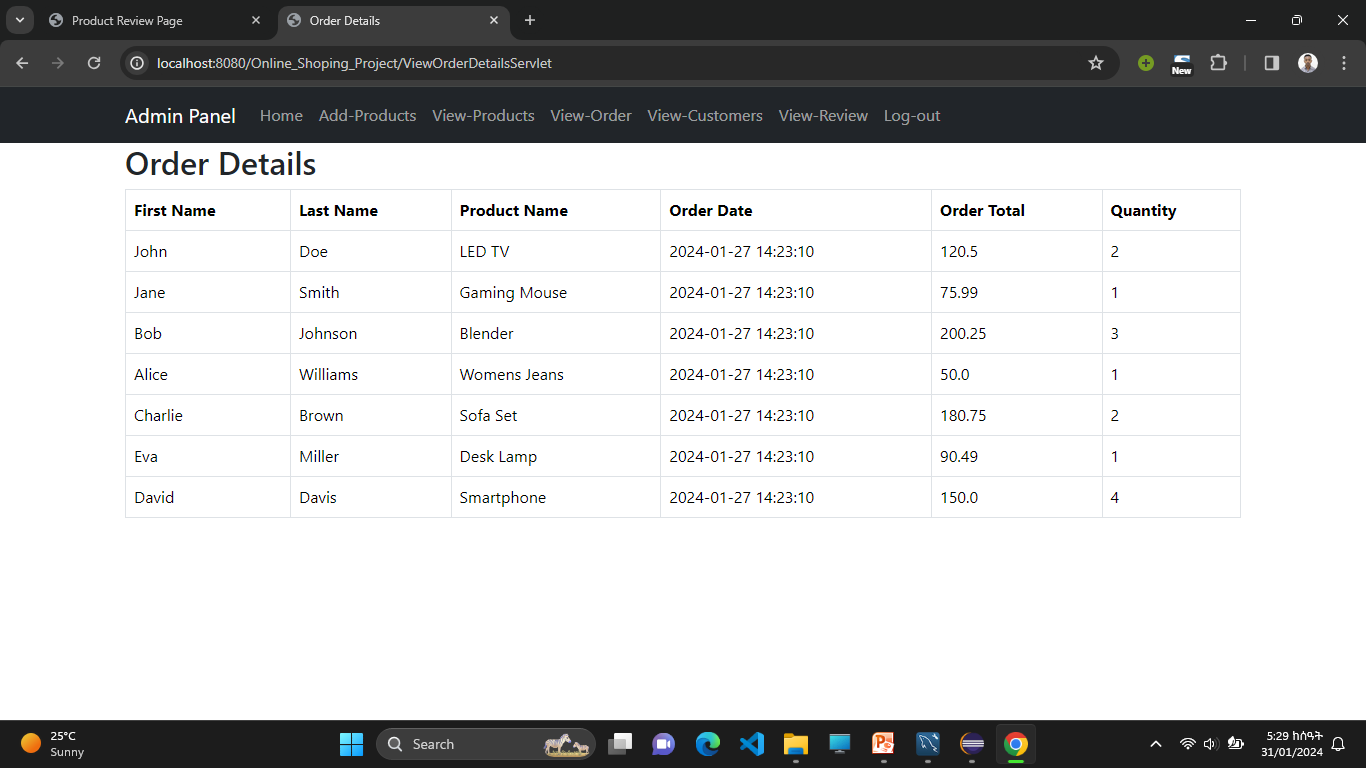 Product Review Page
Order Details
localhost:8080/Online_Shoping_Project/ViewOrderDetailsServlet
New
Admin Panel Home Add-Products View-Products View-Order View-Customers View-Review Log-out
Order Details
First Name Last Name Product Name Order Date Order Total Quantity
John Doe LED TV 2024-01-27 14:23:10 120.5 2
Jane Smith Gaming Mouse 2024-01-27 14:23:10 75.99 1
Bob Johnson Blender 2024-01-27 14:23:10 200.25 3
Alice Williams Womens Jeans 2024-01-27 14:23:10 50.0 1
Charlie Brown Sofa Set 2024-01-27 14:23:10 180.75 2
Eva Miller Desk Lamp 2024-01-27 14:23:10 90.49 1
David Davis Smartphone 2024-01-27 14:23:10 150.0 4
25°C
Sunny
Search
5:29 ከሰዓት
31/01/2024